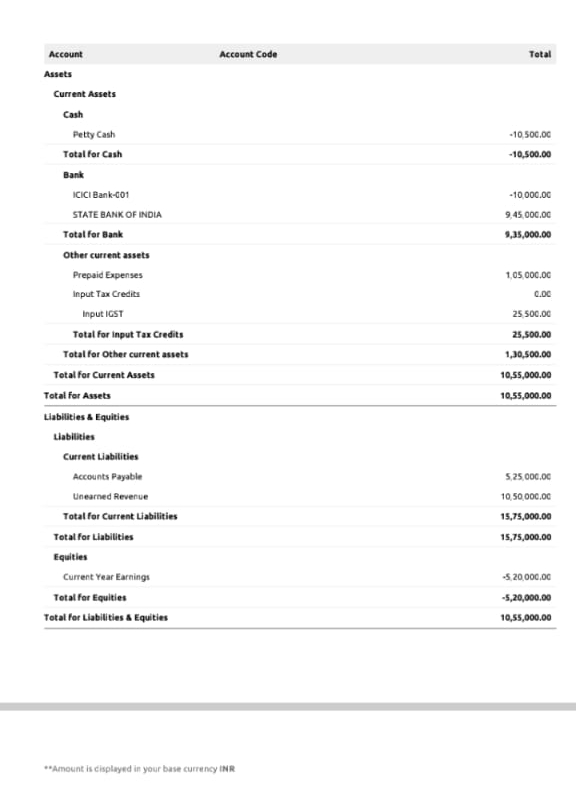 Account Account Code Total
Assets
Current Assets
Cash
Petty Cash -10,500.00
Total for Cash -10,500.00
Bank
ICICI Bank-001 -10,000.00
STATE BANK OF INDIA 9,45,000.00
Total for Bank 9,35,000.00
Other current assets
Prepaid Expenses 1,05,000.00
Input Tax Credits 0.00
Input IGST 25,500.00
Total for Input Tax Credits 25,500.00
Total for Other current assets 1,30,500.00
Total for Current Assets 10,55,000.00
Total for Assets 10,55,000.00
Liabilities & Equities
Liabilities
Current Liabilities
Accounts Payable 5,25,000.00
Unearned Revenue 10,50,000.00
Total for Current Liabilities 15,75,000.00
Total for Liabilities 15,75,000.00
Equities
Current Year Earnings -5,20,000.00
Total for Equities -5,20,000.00
Total for Liabilities & Equities 10,55,000.00
**Amount is displayed in your base currency INR